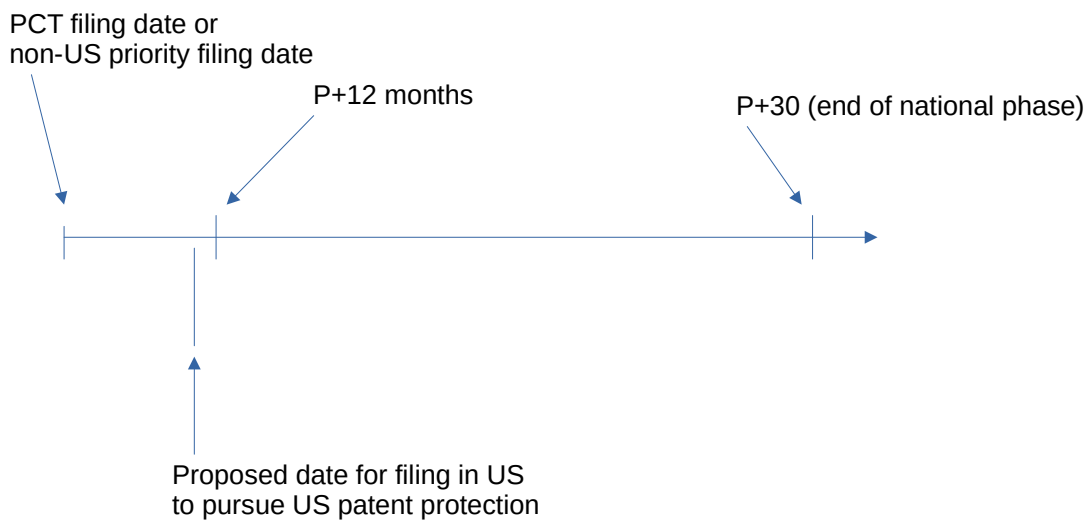 PCT filing date or
non-US priority filing date
P+12 months
P+30 (end of national phase)
Proposed date for filing in US
to pursue US patent protection